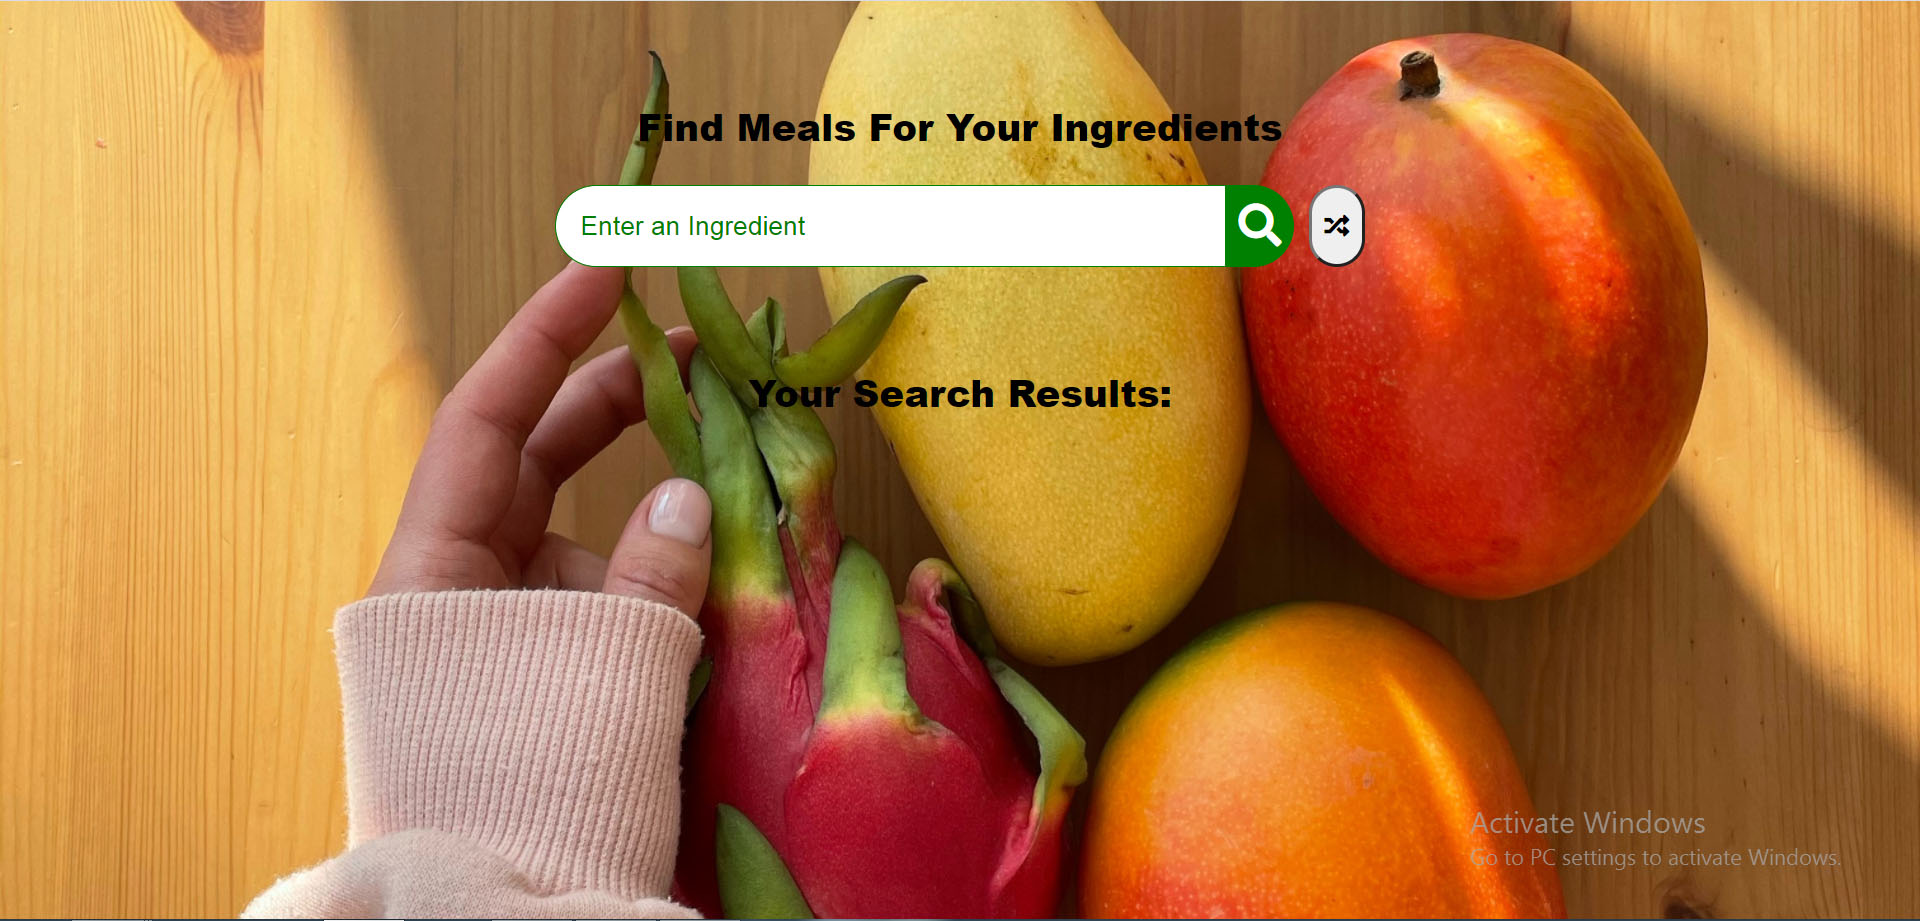 Find Meals For Your Ingredients
Enter an Ingredient
Your Search Results:
Activate Windows
Go to PC settings to activate Windows.